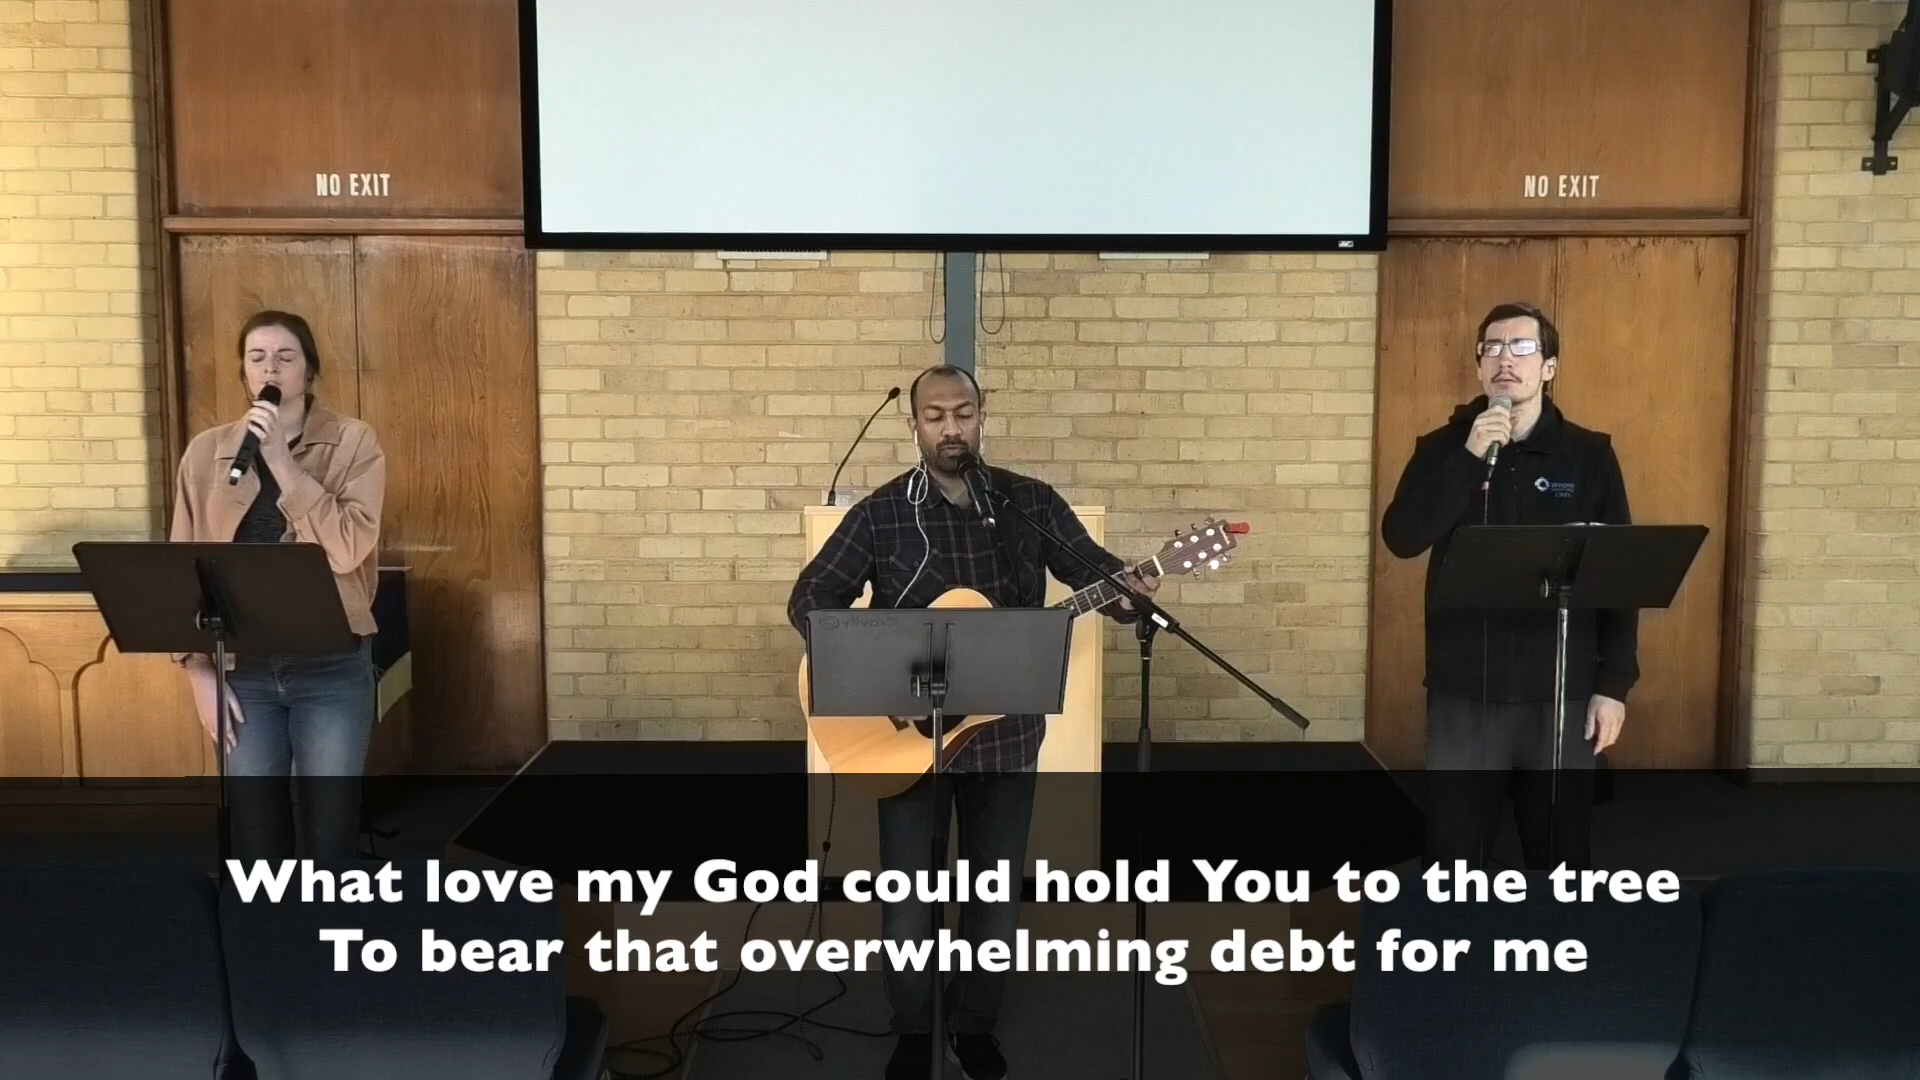 NO EXIT
NO EXIT
What love my God could hold You to the tree
To bear that overwhelming debt for me